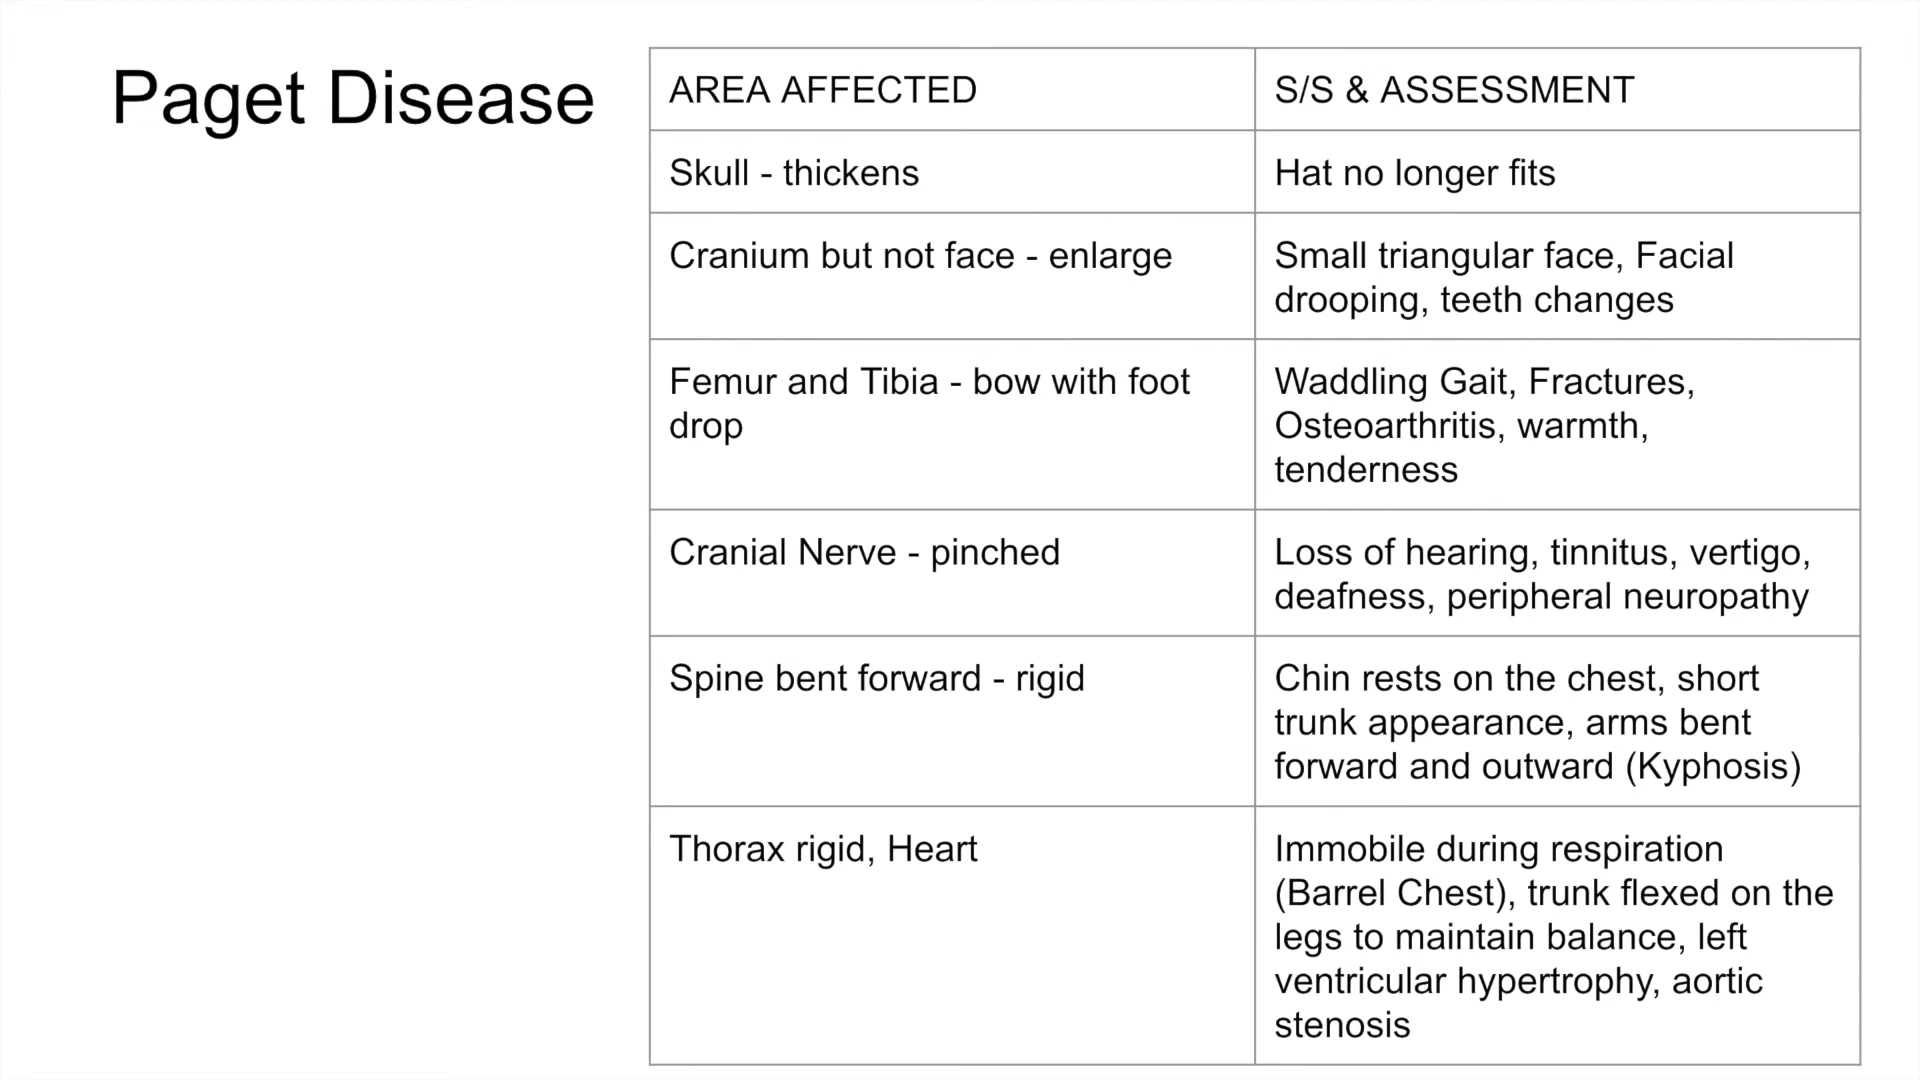 Paget Disease
AREA AFFECTED
S/S & ASSESSMENT
Skull - thickens
Hat no longer fits
Cranium but not face - enlarge
Small triangular face, Facial
drooping, teeth changes
Femur and Tibia - bow with foot
drop
Waddling Gait, Fractures,
Osteoarthritis, warmth,
tenderness
Cranial Nerve - pinched
Loss of hearing, tinnitus, vertigo,
deafness, peripheral neuropathy
Spine bent forward - rigid
Chin rests on the chest, short
trunk appearance, arms bent
forward and outward (Kyphosis)
Thorax rigid, Heart
Immobile during respiration
(Barrel Chest), trunk flexed on the
legs to maintain balance, left
ventricular hypertrophy, aortic
stenosis